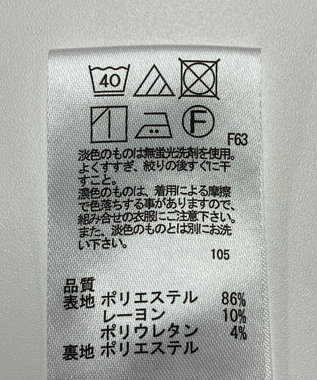 40
F
F63
淡色のものは無蛍光洗剤を使用。
よくすすぎ、絞りの後すぐに干
すこと。
濃色のものは、着用による摩擦
で色落ちする事がありますので、
組み合せの衣服にご注意下さい。
また、淡色のものとは別にお洗
い下さい。
105
品質
表地 ポリエステル 86%
レーヨン 10%
ポリウレタン 4%
裏地 ポリエステル